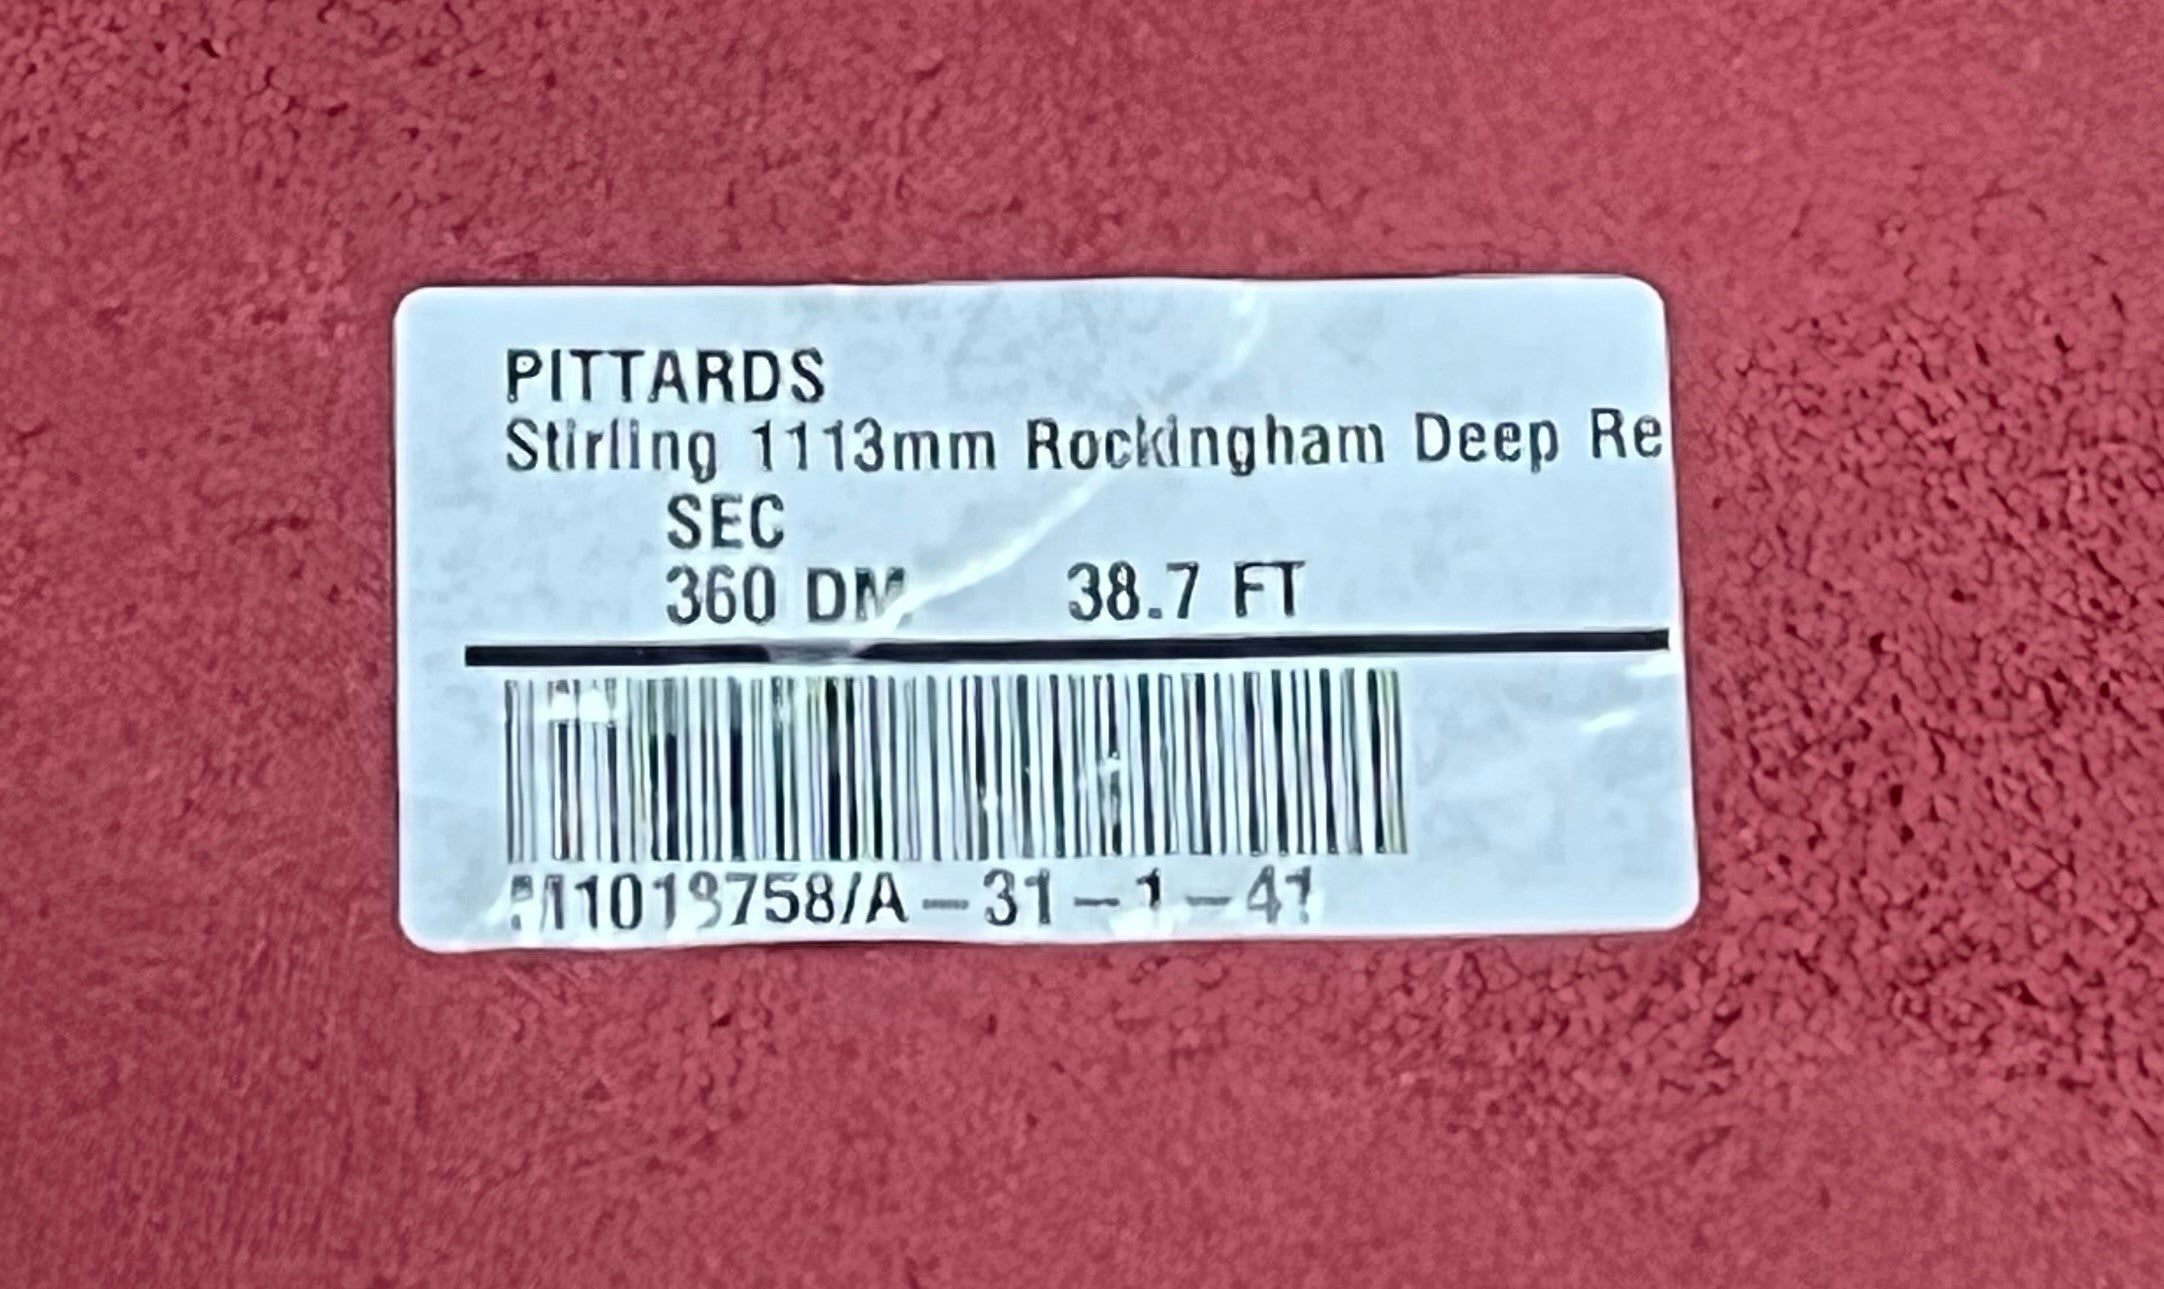 PITTARDS
Stirling 1113mm Rockingham Deep Re
SEC
360 DM 38.7 FT